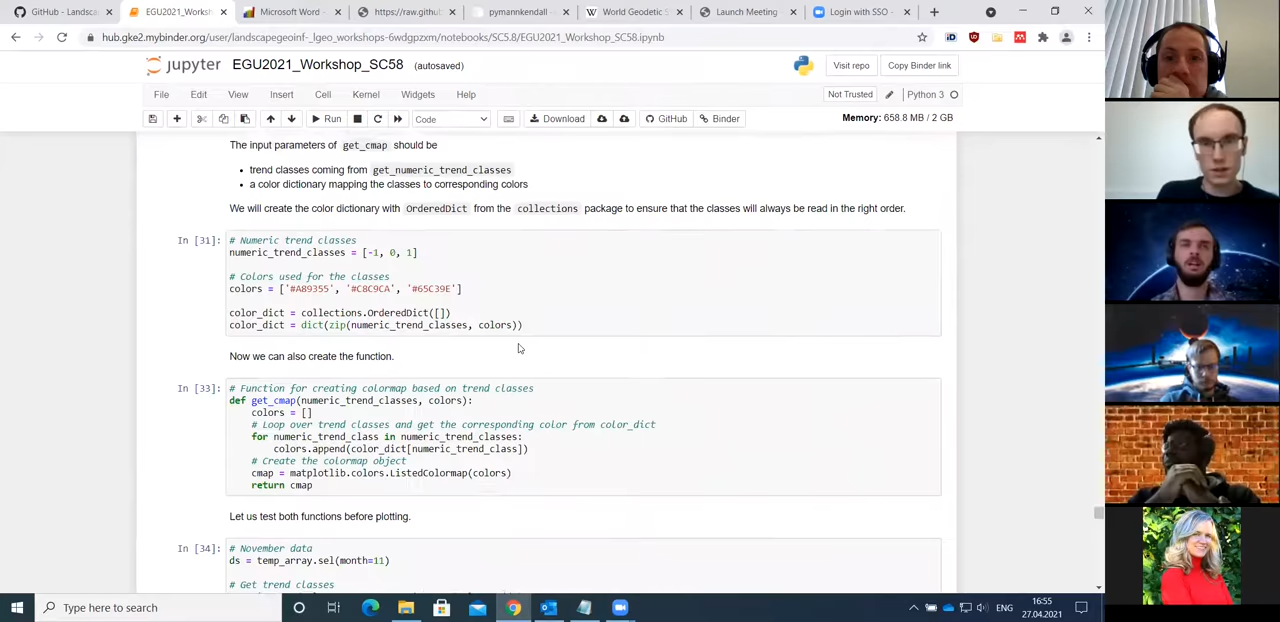 GitHub - Landsca
EGU2021_Worksh
Microsoft Word -
https://raw.githu
pymannkendall -
World Geodetic S
Launch Meeting
Login with SSO -
hub.gke2.mybinder.org/user/landscapegeoinf-_lgeo_workshops-6wdgpzxm/notebooks/SC5.8/EGU2021_Workshop_SC58.ipynb
jupyter EGU2021_Workshop_SC58 (autosaved)
Visit repo
Copy Binder link
File Edit View Insert Cell Kernel Widgets Help
Not Trusted
Python 3
Run
Code
Download
GitHub
Binder
Memory: 658.8 MB / 2 GB
The input parameters of get_cmap should be
• trend classes coming from get_numeric_trend_classes
• a color dictionary mapping the classes to corresponding colors
We will create the color dictionary with OrderedDict from the collections package to ensure that the classes will always be read in the right order.
In [31]: # Numeric trend classes
numeric_trend_classes = [-1, 0, 1]
# Colors used for the classes
colors = ['#A89355', '#C8C9CA', '#65C39E']
color_dict = collections.OrderedDict([])
color_dict = dict(zip(numeric_trend_classes, colors))
Now we can also create the function.
In [33]: # Function for creating colormap based on trend classes
def get_cmap(numeric_trend_classes, colors):
colors = []
# Loop over trend classes and get the corresponding color from color_dict
for numeric_trend_class in numeric_trend_classes:
colors.append(color_dict[numeric_trend_class])
# Create the colormap object
cmap = matplotlib.colors.ListedColormap(colors)
return cmap
Let us test both functions before plotting.
In [34]: # November data
ds = temp_array.sel(month=11)
# Get trend classes
Type here to search
ENG
16:55
27.04.2021